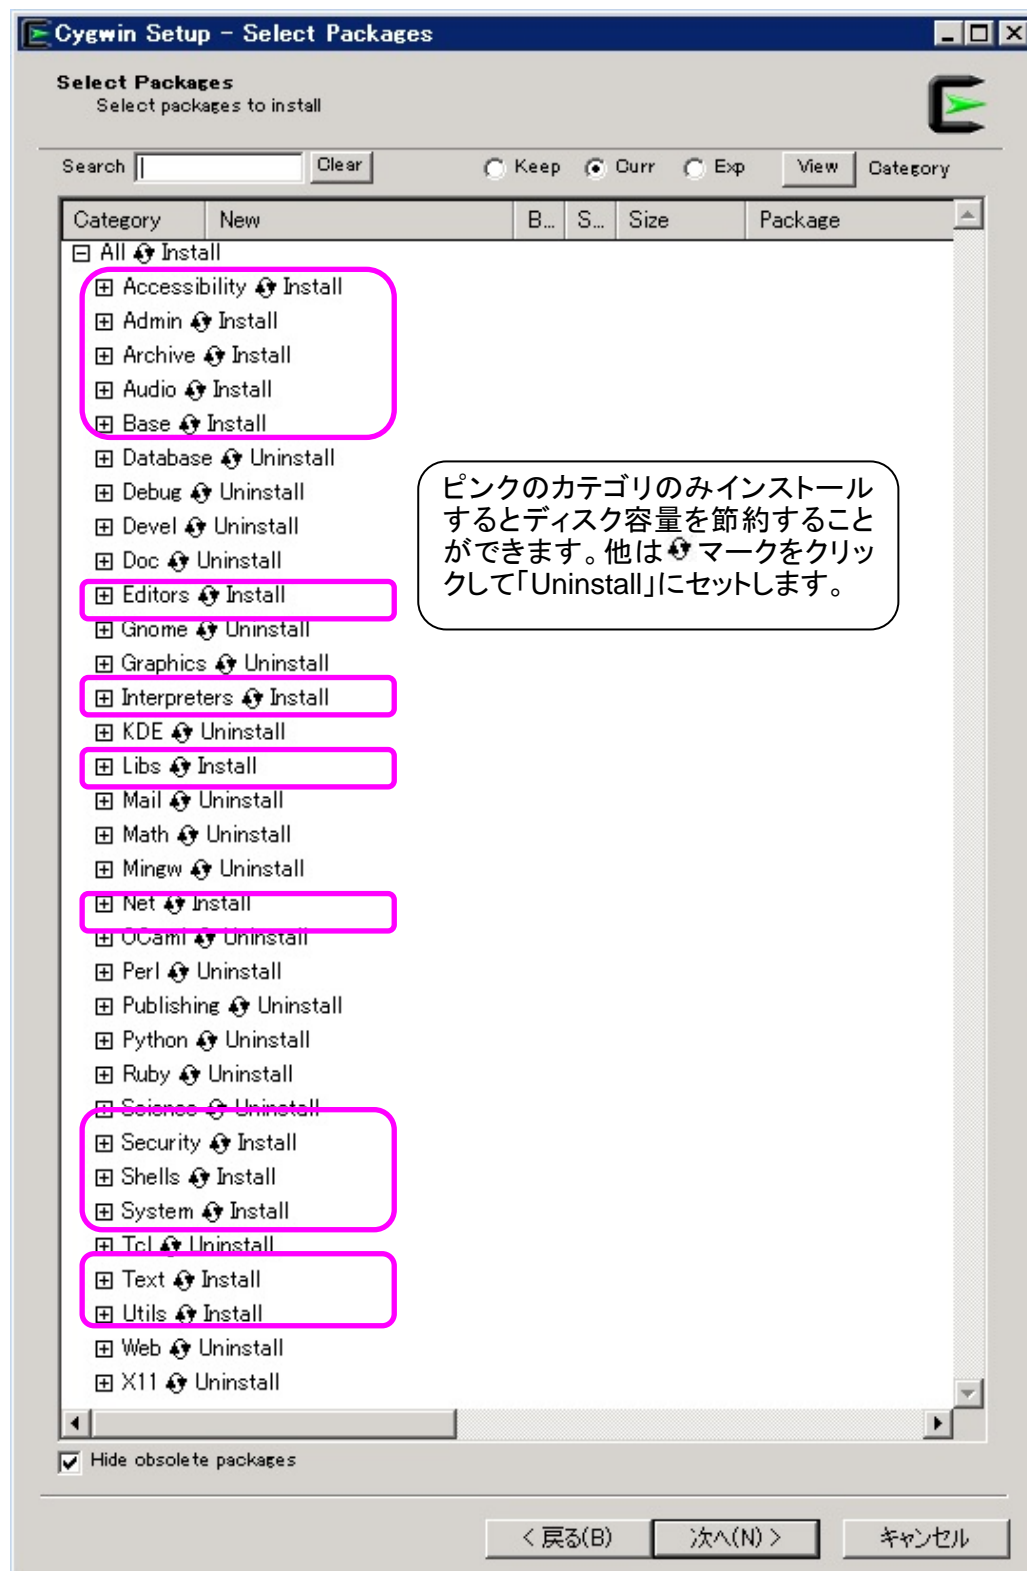 Cygwin Setup - Select Packages
Select Packages
Select packages to install
Search Clear Keep Curr Exp View Category
Category New B... S... Size Package
All Install
Accessibility Install
Admin Install
Archive Install
Audio Install
Base Install
Database Uninstall
Debug Uninstall
Devel Uninstall
Doc Uninstall
Editors Install
Gnome Uninstall
Graphics Uninstall
Interpreters Install
KDE Uninstall
Libs Install
Mail Uninstall
Math Uninstall
Mingw Uninstall
Net Install
OCaml Uninstall
Perl Uninstall
Publishing Uninstall
Python Uninstall
Ruby Uninstall
Science Uninstall
Security Install
Shells Install
System Install
Tcl Uninstall
Text Install
Utils Install
Web Uninstall
X11 Uninstall
ピンクのカテゴリのみインストール
するとディスク容量を節約すること
ができます。他は マークをクリッ
クして「Uninstall」にセットします。
Hide obsolete packages
< 戻る(B) 次へ(N) > キャンセル